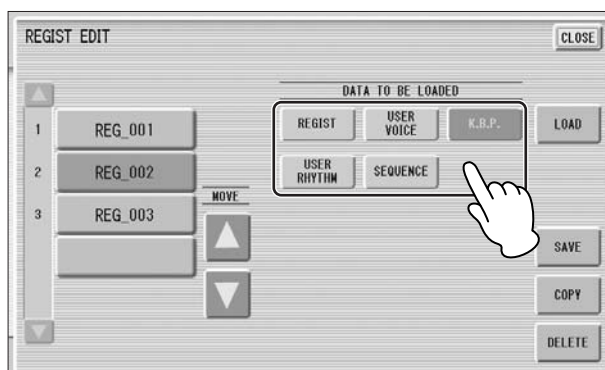 REGIST EDIT
CLOSE
DATA TO BE LOADED
REGIST
USER VOICE
K.B.P.
LOAD
1 REG_001
2 REG_002
USER RHYTHM
SEQUENCE
MOVE
3 REG_003
SAVE
COPY
DELETE